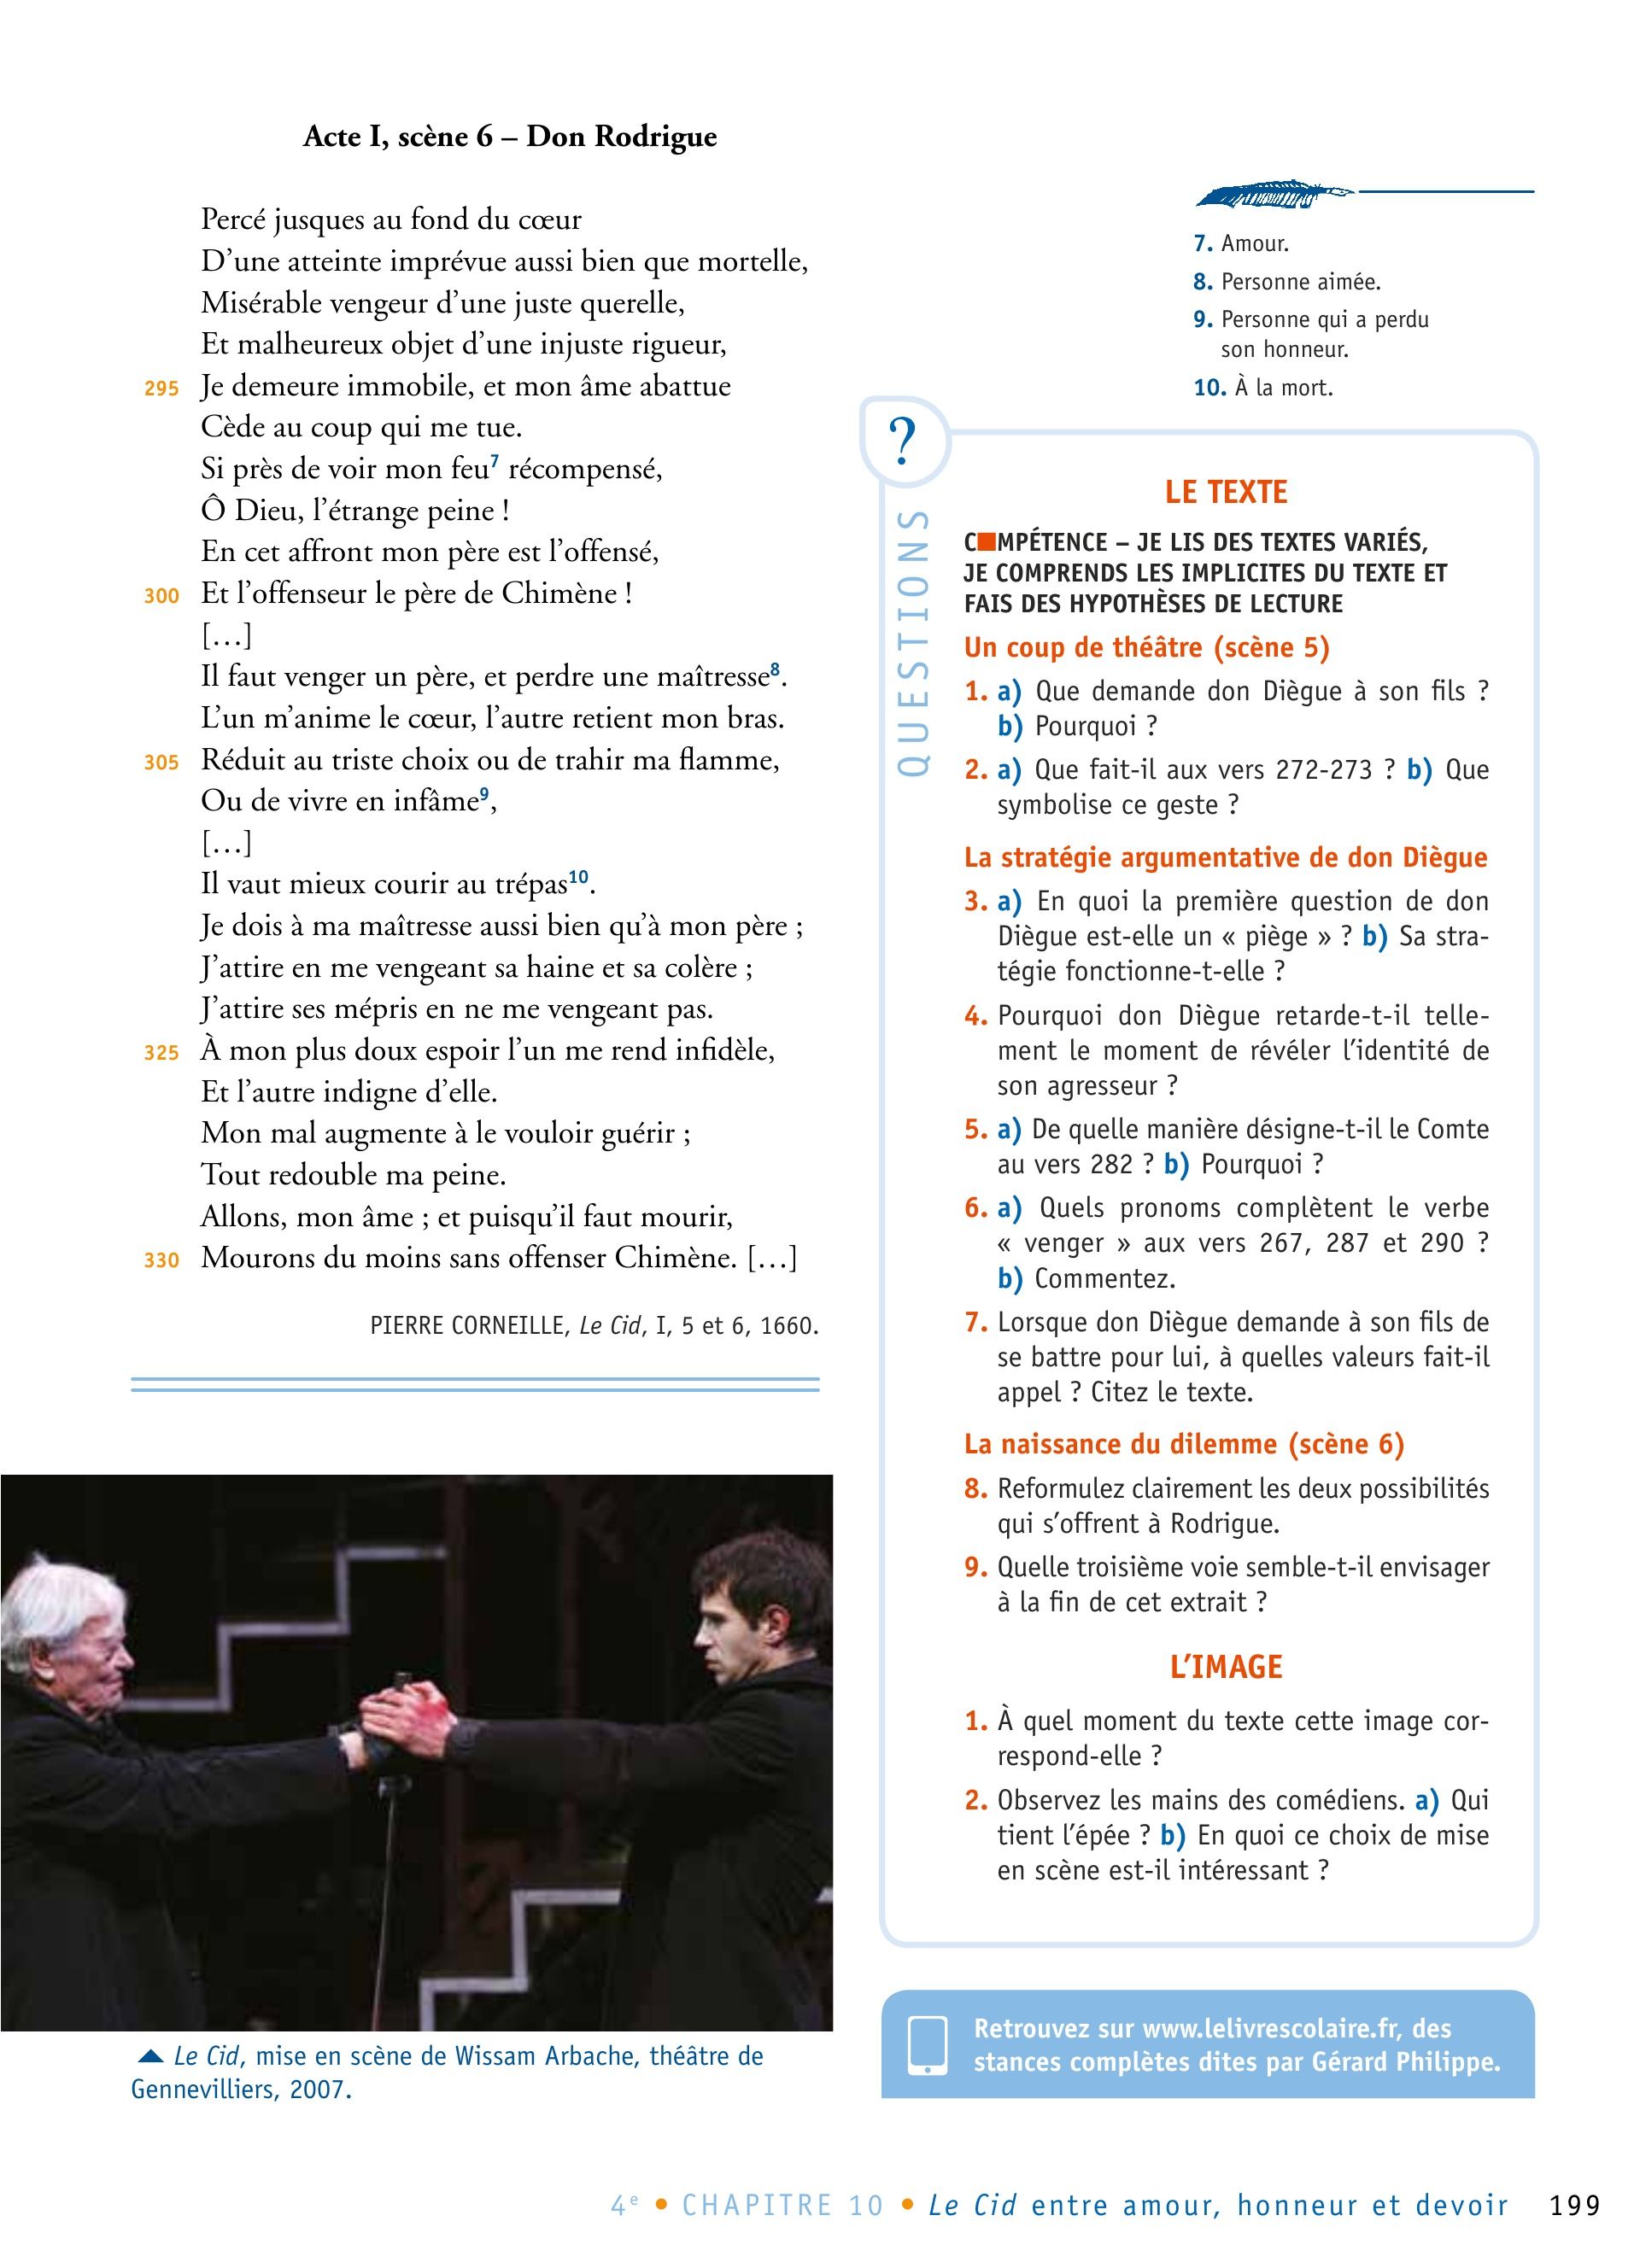 Acte I, scène 6 – Don Rodrigue
Percé jusques au fond du cœur
D’une atteinte imprévue aussi bien que mortelle,
Misérable vengeur d’une juste querelle,
Et malheureux objet d’une injuste rigueur,
295 Je demeure immobile, et mon âme abattue
Cède au coup qui me tue.
Si près de voir mon feu7 récompensé,
Ô Dieu, l’étrange peine !
En cet affront mon père est l’offensé,
300 Et l’offenseur le père de Chimène !
[…]
Il faut venger un père, et perdre une maîtresse8.
L’un m’anime le cœur, l’autre retient mon bras.
305 Réduit au triste choix ou de trahir ma flamme,
Ou de vivre en infâme9,
[…]
Il vaut mieux courir au trépas10.
Je dois à ma maîtresse aussi bien qu’à mon père ;
J’attire en me vengeant sa haine et sa colère ;
J’attire ses mépris en ne me vengeant pas.
325 À mon plus doux espoir l’un me rend infidèle,
Et l’autre indigne d’elle.
Mon mal augmente à le vouloir guérir ;
Tout redouble ma peine.
Allons, mon âme ; et puisqu’il faut mourir,
330 Mourons du moins sans offenser Chimène. […]
PIERRE CORNEILLE, Le Cid, I, 5 et 6, 1660.
Le Cid, mise en scène de Wissam Arbache, théâtre de
Gennevilliers, 2007.
7. Amour.
8. Personne aimée.
9. Personne qui a perdu
son honneur.
10. À la mort.
?
QUESTIONS
LE TEXTE
COMPÉTENCE – JE LIS DES TEXTES VARIÉS,
JE COMPRENDS LES IMPLICITES DU TEXTE ET
FAIS DES HYPOTHÈSES DE LECTURE
Un coup de théâtre (scène 5)
1. a) Que demande don Diègue à son fils ?
b) Pourquoi ?
2. a) Que fait-il aux vers 272-273 ? b) Que
symbolise ce geste ?
La stratégie argumentative de don Diègue
3. a) En quoi la première question de don
Diègue est-elle un « piège » ? b) Sa stra-
tégie fonctionne-t-elle ?
4. Pourquoi don Diègue retarde-t-il telle-
ment le moment de révéler l’identité de
son agresseur ?
5. a) De quelle manière désigne-t-il le Comte
au vers 282 ? b) Pourquoi ?
6. a) Quels pronoms complètent le verbe
« venger » aux vers 267, 287 et 290 ?
b) Commentez.
7. Lorsque don Diègue demande à son fils de
se battre pour lui, à quelles valeurs fait-il
appel ? Citez le texte.
La naissance du dilemme (scène 6)
8. Reformulez clairement les deux possibilités
qui s’offrent à Rodrigue.
9. Quelle troisième voie semble-t-il envisager
à la fin de cet extrait ?
L’IMAGE
1. À quel moment du texte cette image cor-
respond-elle ?
2. Observez les mains des comédiens. a) Qui
tient l’épée ? b) En quoi ce choix de mise
en scène est-il intéressant ?
Retrouvez sur www.lelivrescolaire.fr, des
stances complètes dites par Gérard Philippe.
4e • CHAPITRE 10 • Le Cid entre amour, honneur et devoir 199